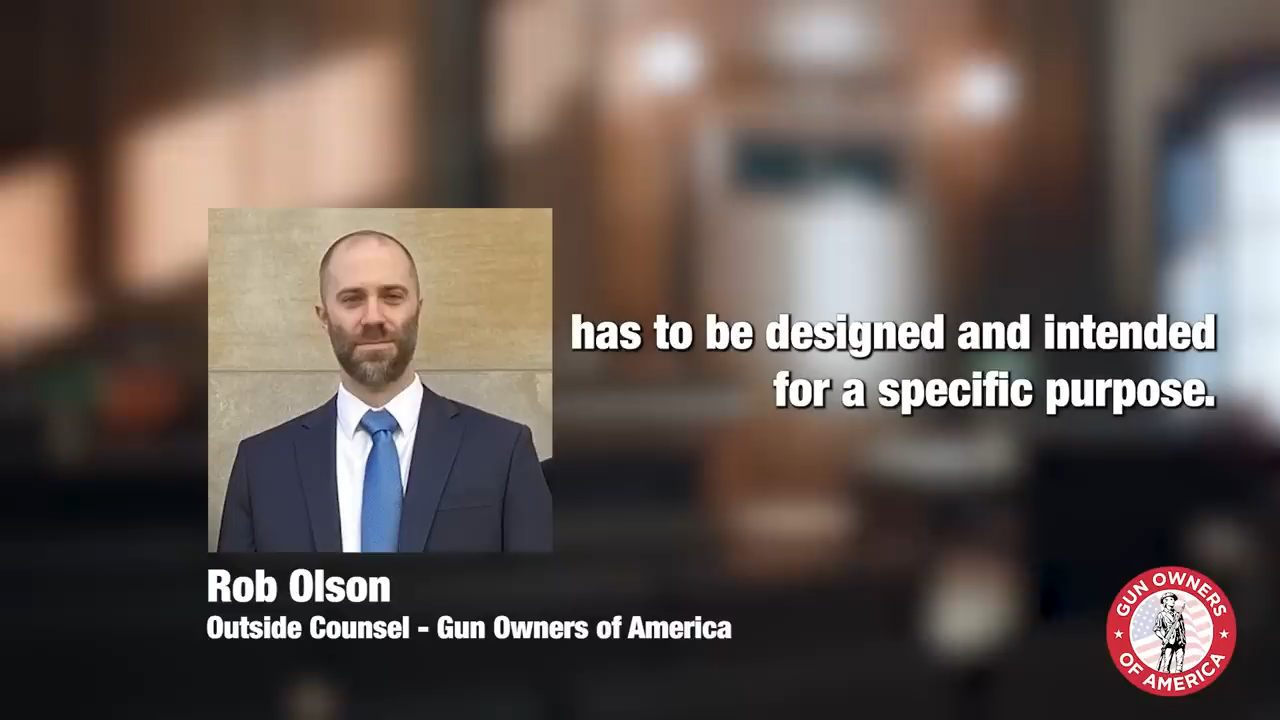 has to be designed and intended
for a specific purpose.
Rob Olson
Outside Counsel - Gun Owners of America
GUN OWNERS
OF AMERICA